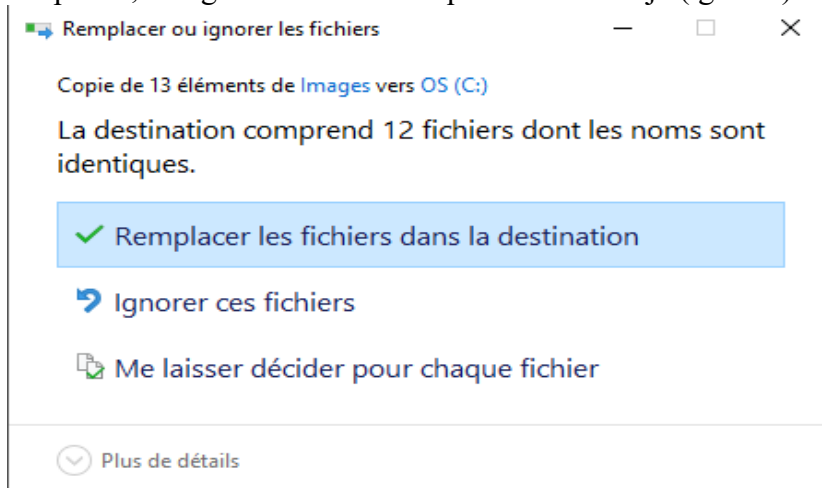 Remplacer ou ignorer les fichiers
Copie de 13 éléments de Images vers OS (C:)
La destination comprend 12 fichiers dont les noms sont
identiques.
Remplacer les fichiers dans la destination
Ignorer ces fichiers
Me laisser décider pour chaque fichier
Plus de détails